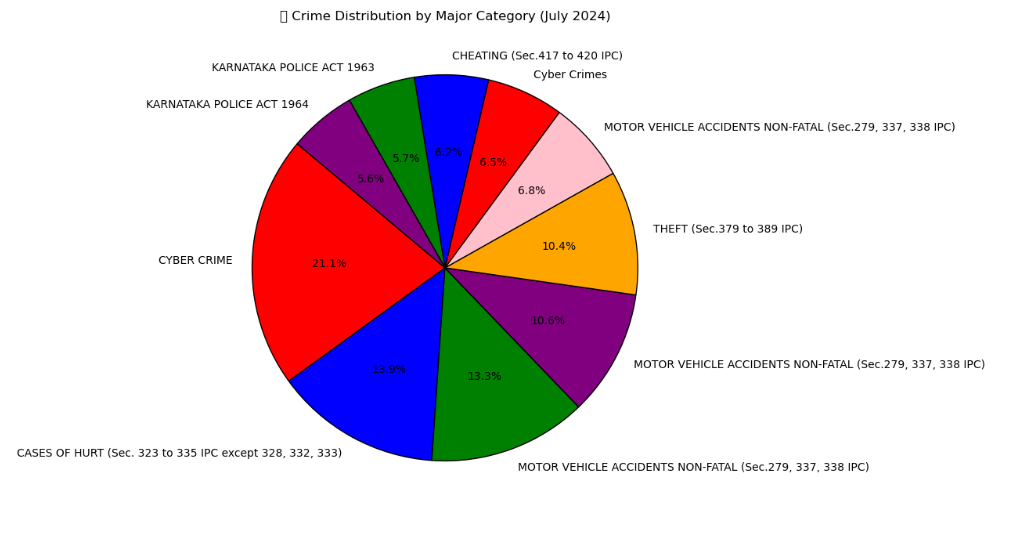 ▯ Crime Distribution by Major Category (July 2024)
CHEATING (Sec.417 to 420 IPC)
KARNATAKA POLICE ACT 1963
Cyber Crimes
KARNATAKA POLICE ACT 1964
MOTOR VEHICLE ACCIDENTS NON-FATAL (Sec.279, 337, 338 IPC)
6.2%
5.7%
6.5%
5.6%
6.8%
THEFT (Sec.379 to 389 IPC)
10.4%
CYBER CRIME
21.1%
10.6%
MOTOR VEHICLE ACCIDENTS NON-FATAL (Sec.279, 337, 338 IPC)
13.9%
13.3%
CASES OF HURT (Sec. 323 to 335 IPC except 328, 332, 333)
MOTOR VEHICLE ACCIDENTS NON-FATAL (Sec.279, 337, 338 IPC)